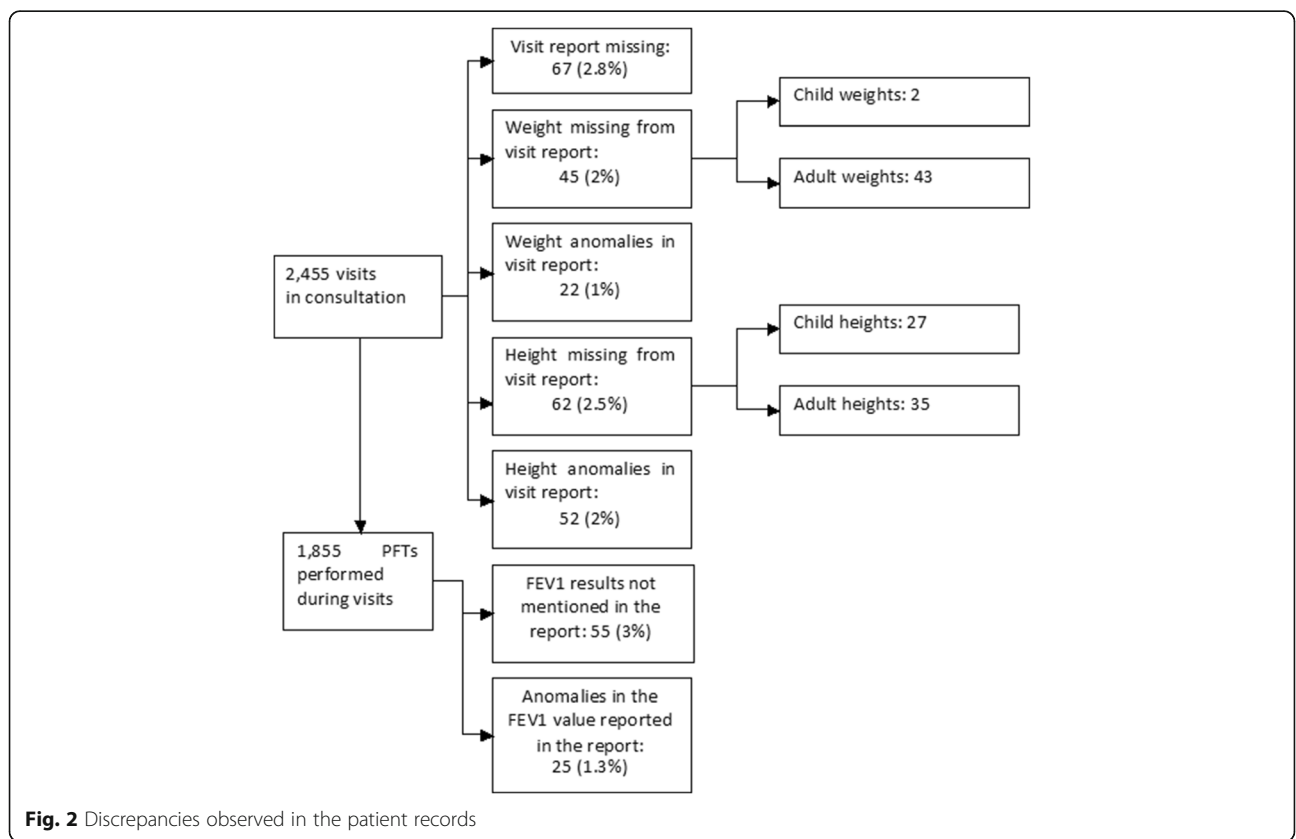 Visit report missing:
67 (2.8%)
Weight missing from
visit report:
45 (2%)
Child weights: 2
Adult weights: 43
Weight anomalies in
visit report:
22 (1%)
2,455 visits
in consultation
Height missing from
visit report:
62 (2.5%)
Child heights: 27
Adult heights: 35
Height anomalies in
visit report:
52 (2%)
1,855 PFTs
performed
during visits
FEV1 results not
mentioned in the
report: 55 (3%)
Anomalies in the
FEV1 value reported
in the report:
25 (1.3%)
Fig. 2 Discrepancies observed in the patient records